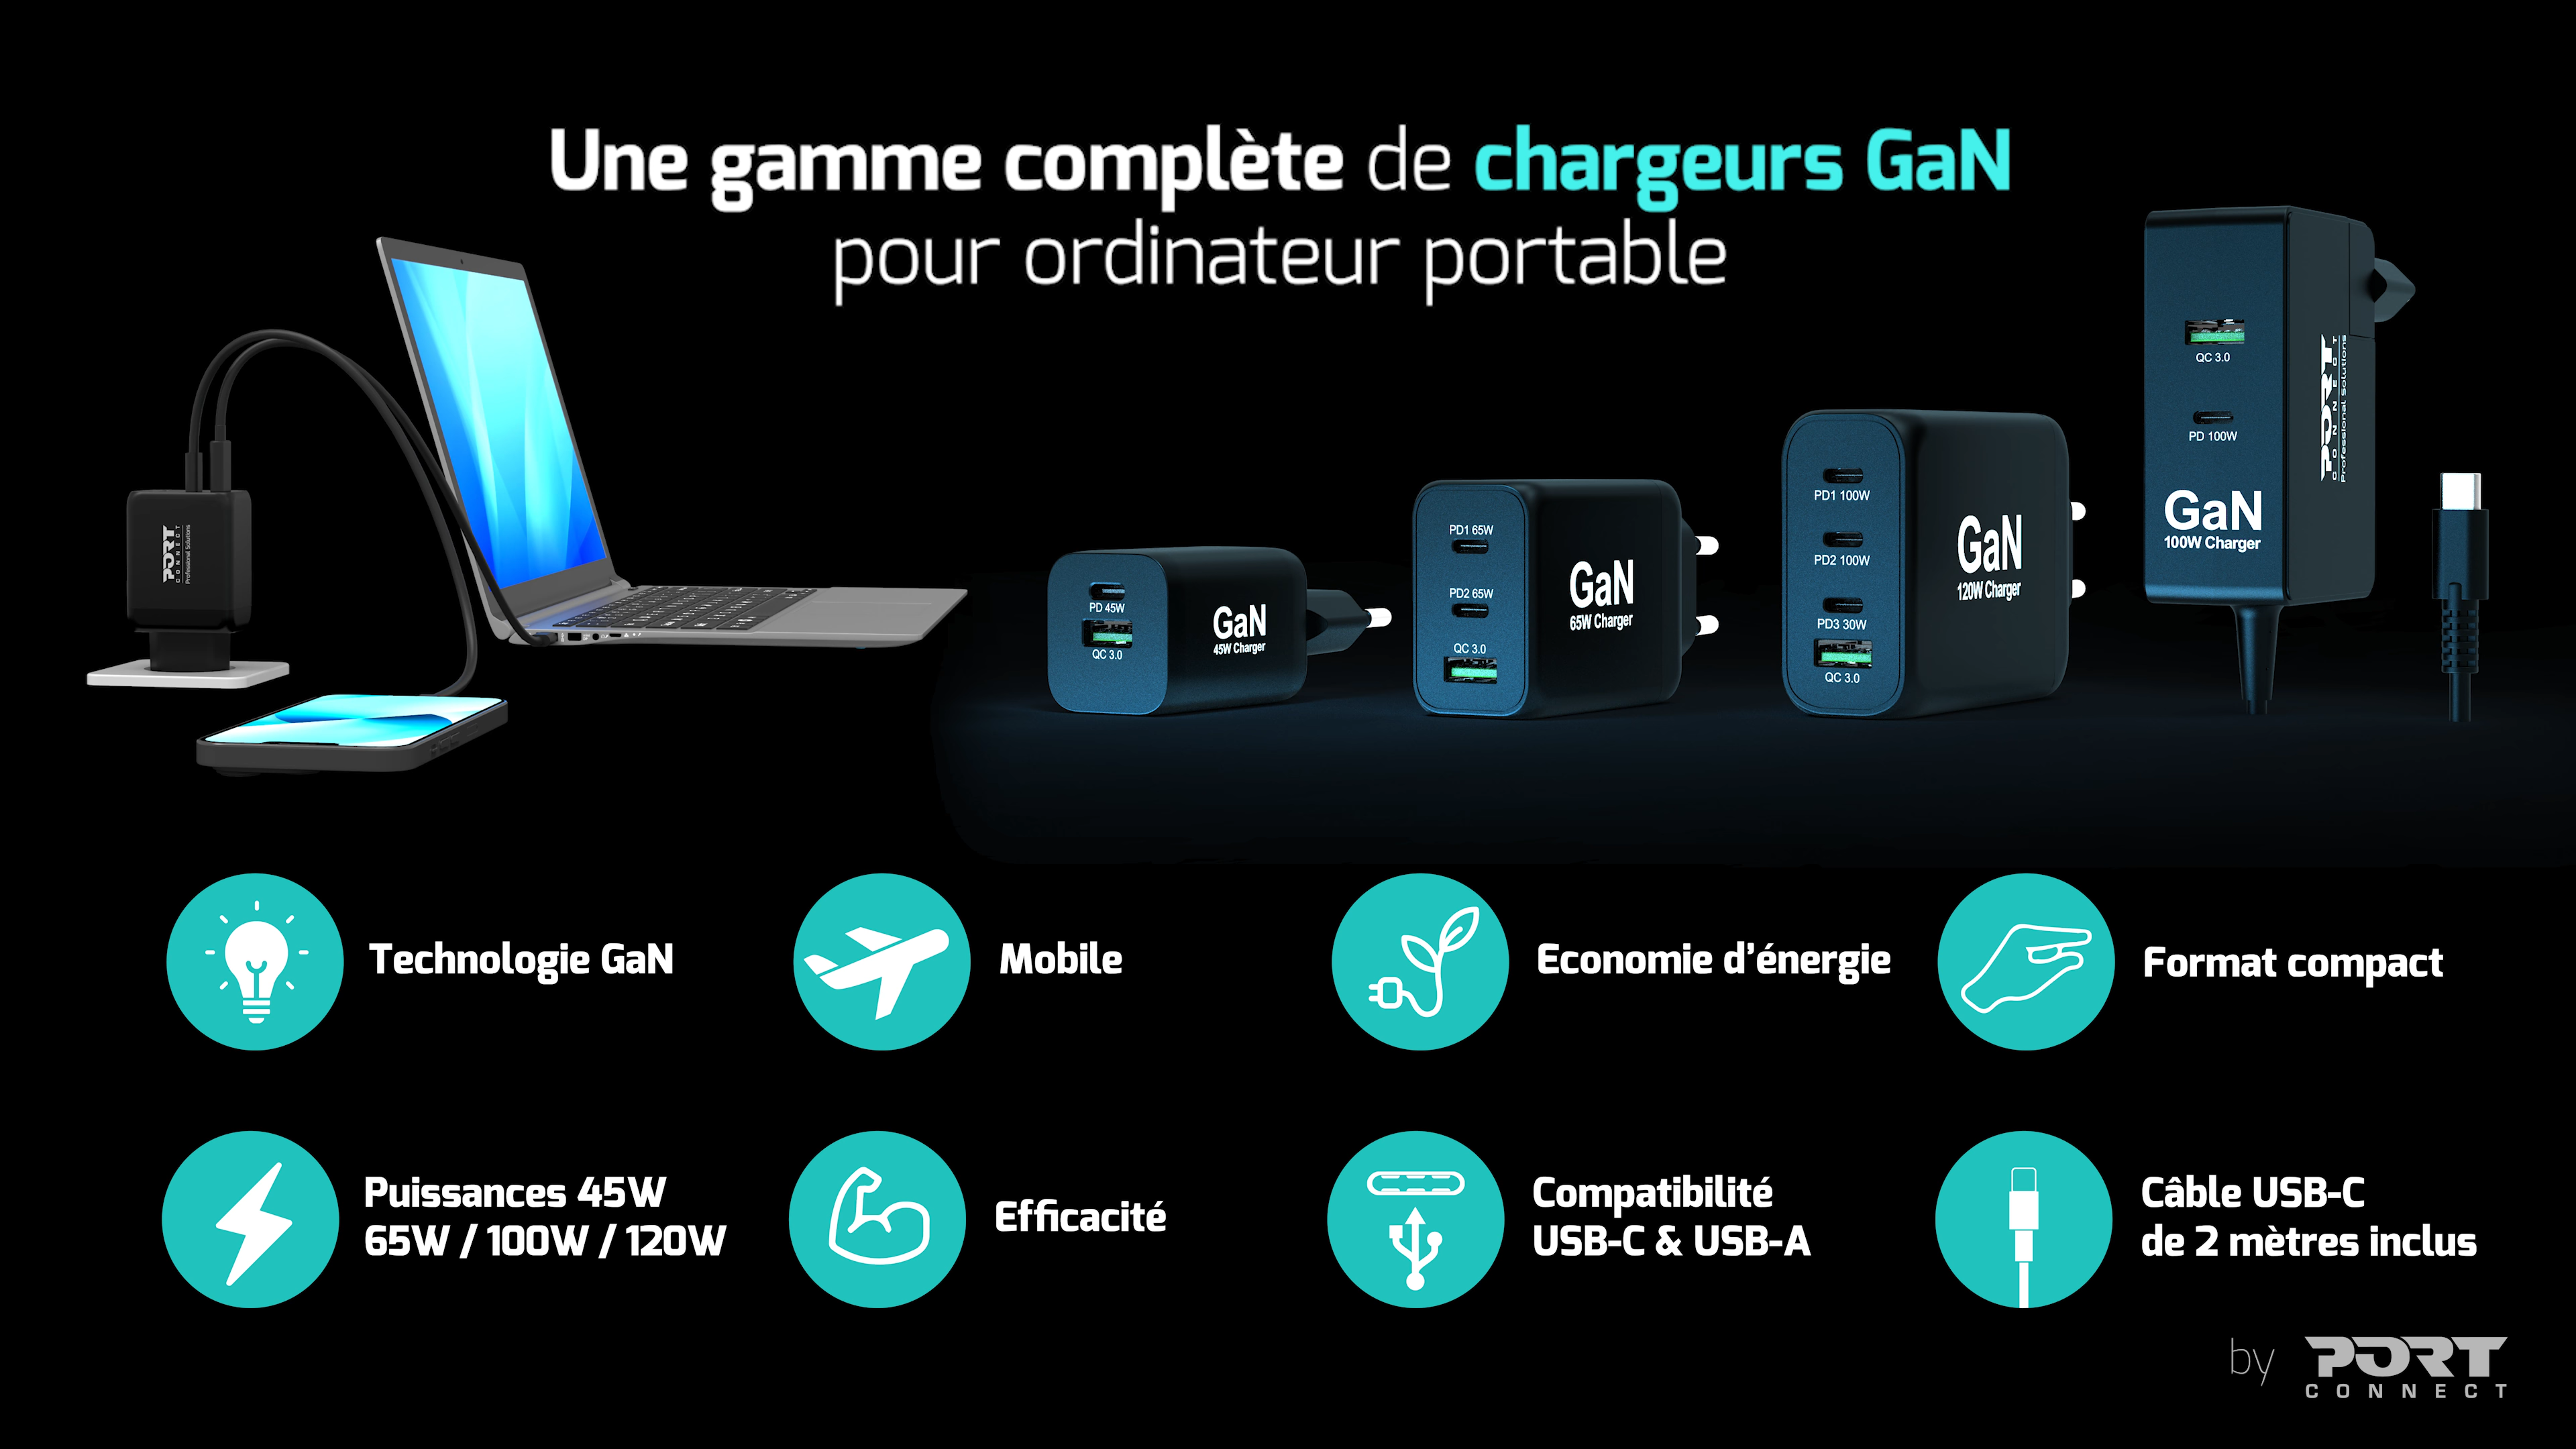 Une gamme complète de chargeurs GaN
pour ordinateur portable
PORT
CONNECT
Professional Solutions
PD 45W
QC 3.0
GaN
45W Charger
PD1 65W
PD2 65W
QC 3.0
GaN
65W Charger
PD1 100W
PD2 100W
PD3 30W
QC 3.0
GaN
120W Charger
QC 3.0
PD 100W
GaN
100W Charger
PORT
CONNECT
Professional Solutions
Technologie GaN
Mobile
Economie d’énergie
Format compact
Puissances 45W
65W / 100W / 120W
Efficacité
Compatibilité
USB-C & USB-A
Câble USB-C
de 2 mètres inclus
by PORT
CONNECT